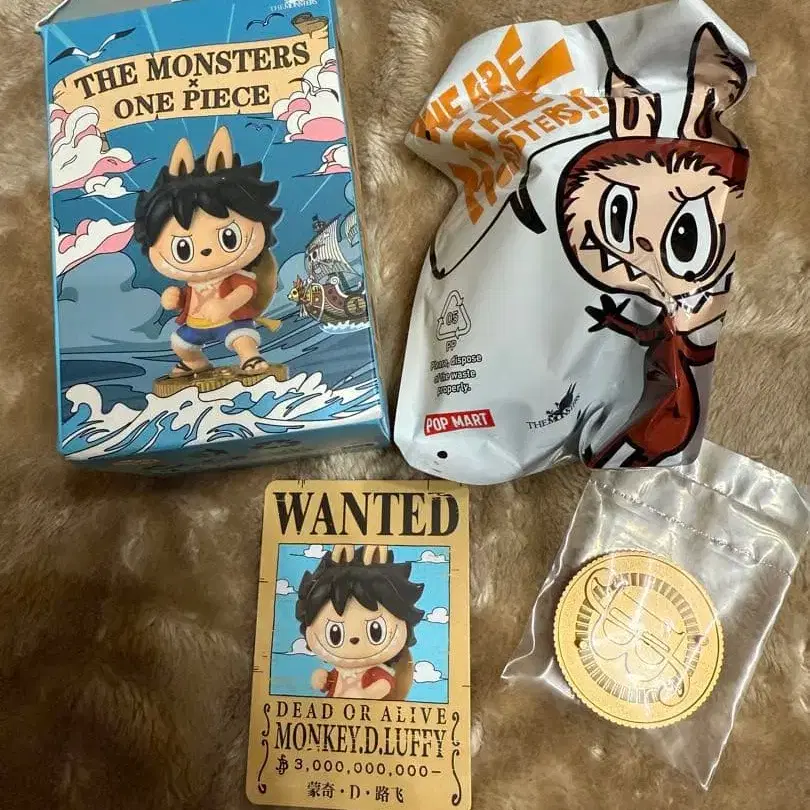 THE MONSTERS
THE MONSTERS
×
ONE PIECE
WE ARE
THE
MONSTERS!!
05
PP
Please, dispose
of the waste
properly.
POP MART
THE MONSTERS
WANTED
DEAD OR ALIVE
MONKEY.D.LUFFY
฿3,000,000,000-
蒙奇·D·路飞